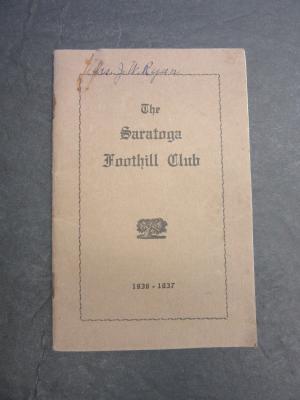 Mrs. J. W. Ryan
The
Saratoga
Foothill Club
1936 - 1937